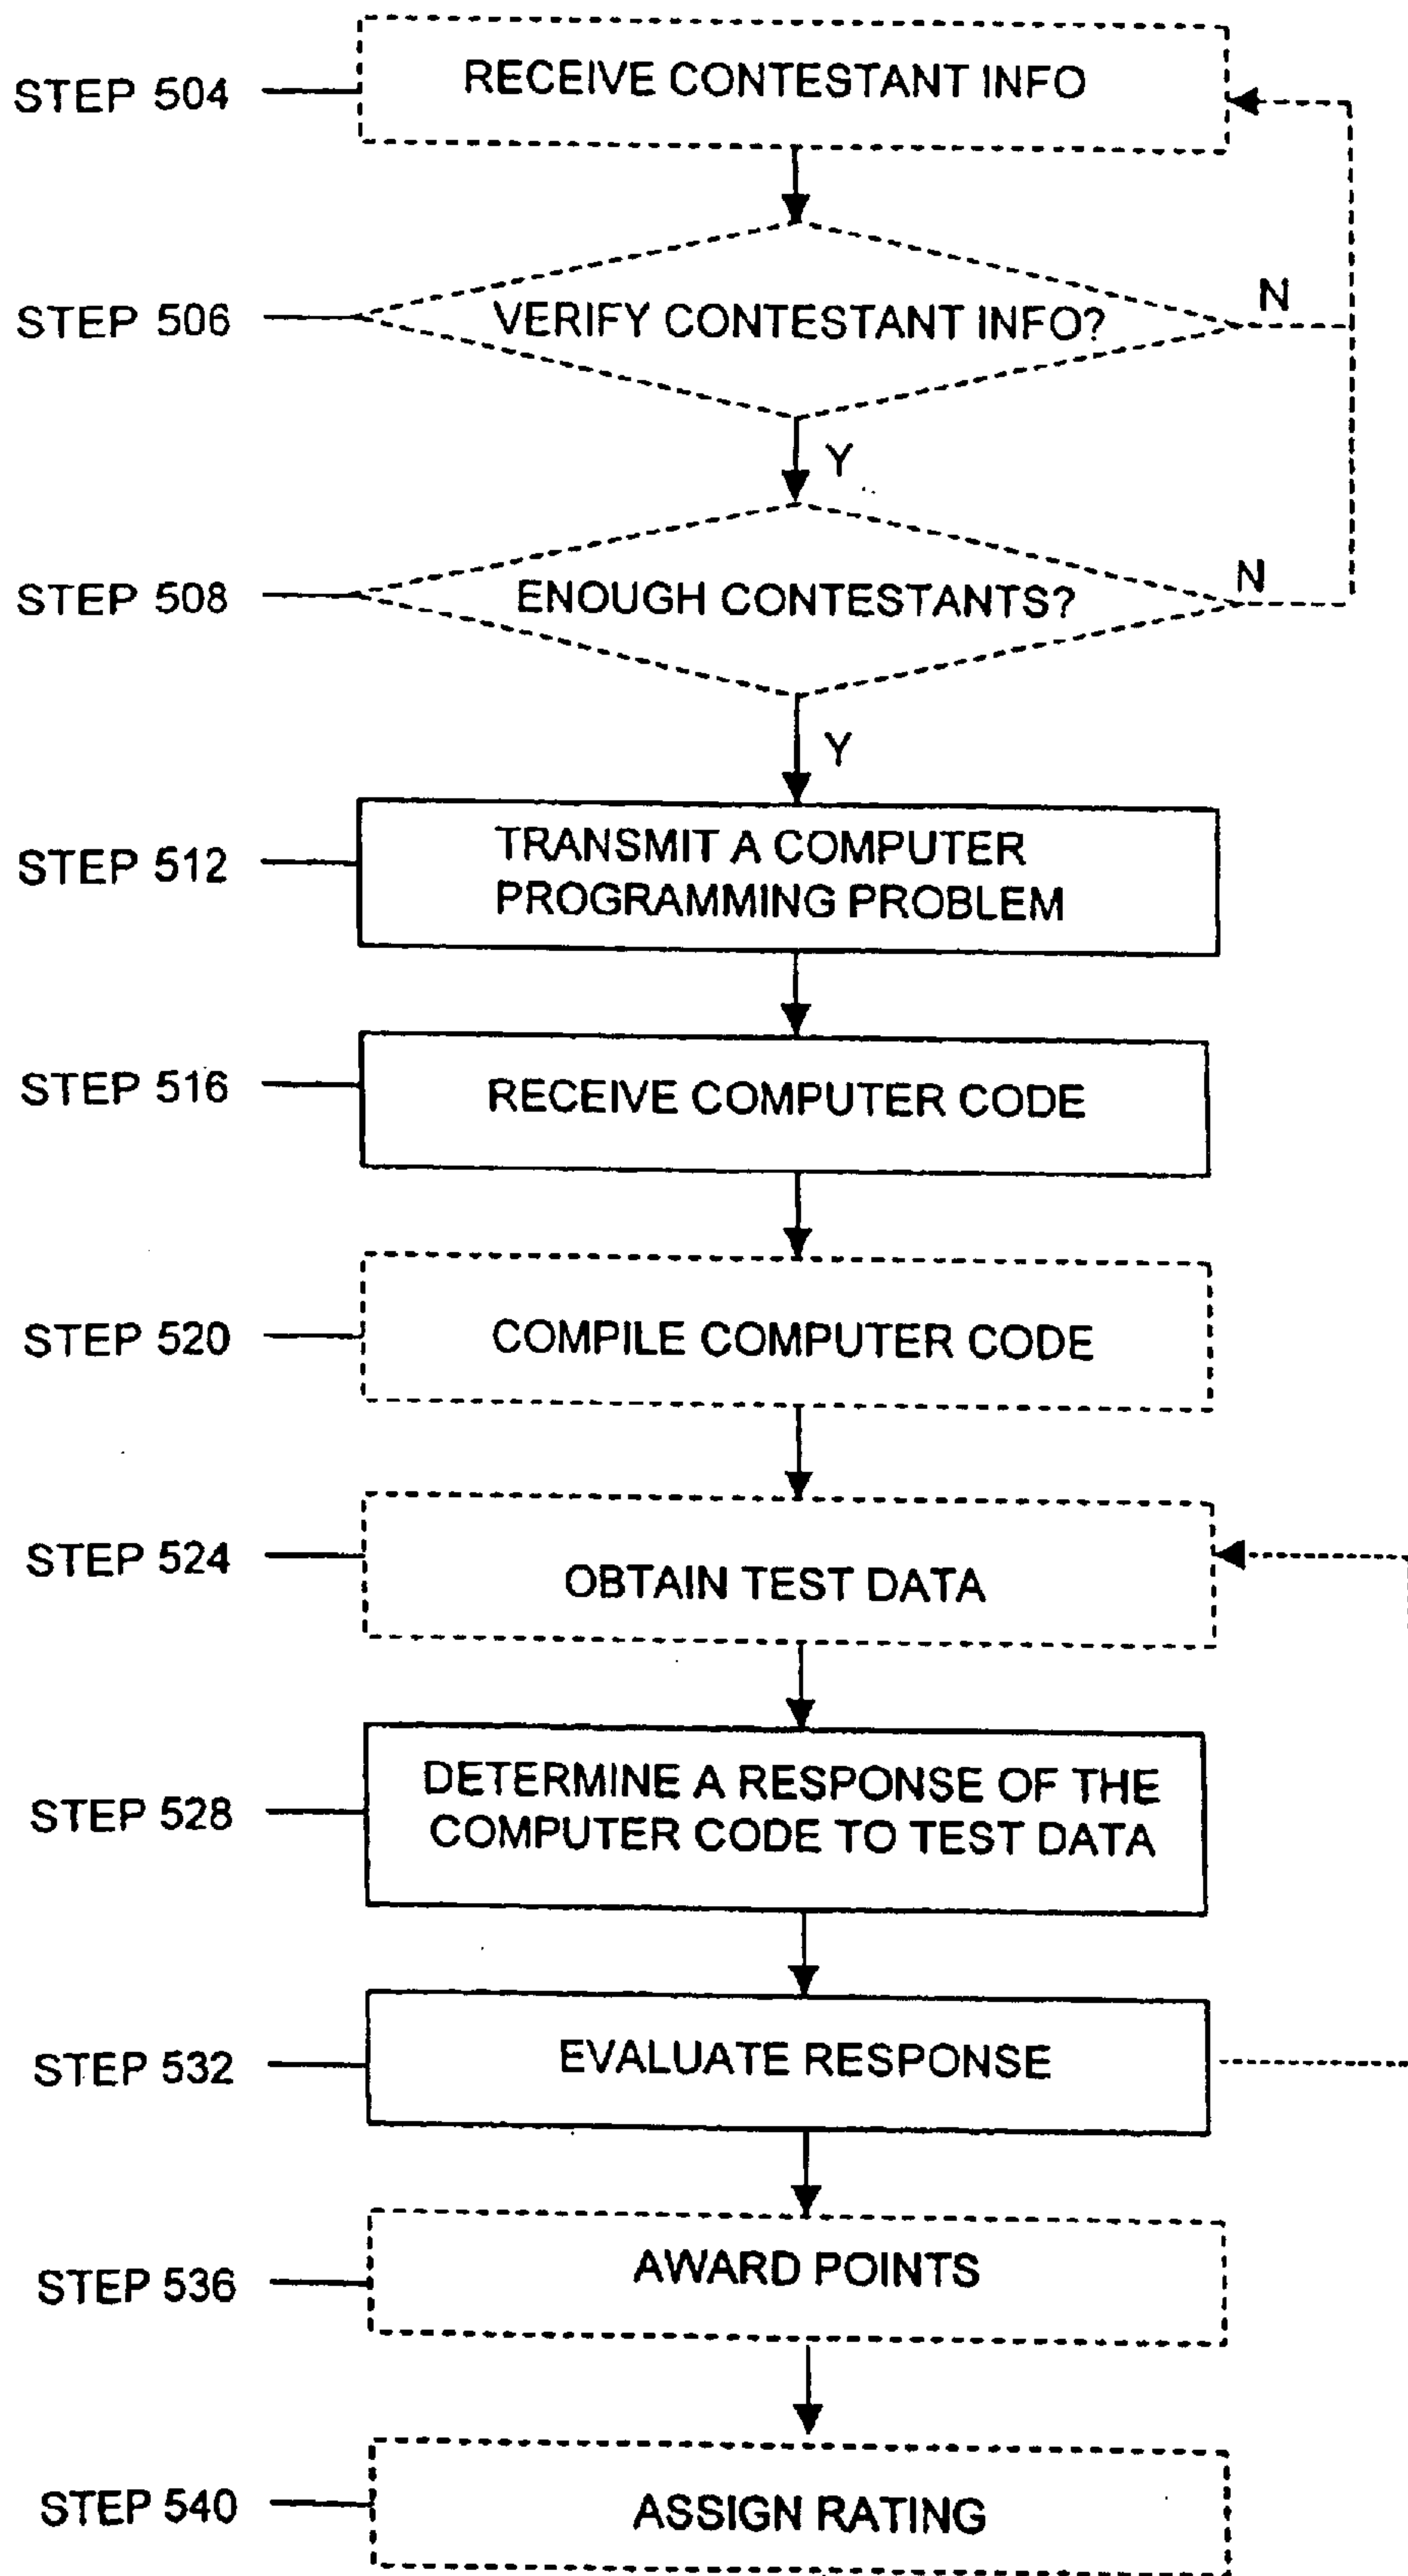 STEP 504
RECEIVE CONTESTANT INFO
STEP 506
VERIFY CONTESTANT INFO?
N
Y
STEP 508
ENOUGH CONTESTANTS?
N
Y
STEP 512
TRANSMIT A COMPUTER
PROGRAMMING PROBLEM
STEP 516
RECEIVE COMPUTER CODE
STEP 520
COMPILE COMPUTER CODE
STEP 524
OBTAIN TEST DATA
STEP 528
DETERMINE A RESPONSE OF THE
COMPUTER CODE TO TEST DATA
STEP 532
EVALUATE RESPONSE
STEP 536
AWARD POINTS
STEP 540
ASSIGN RATING